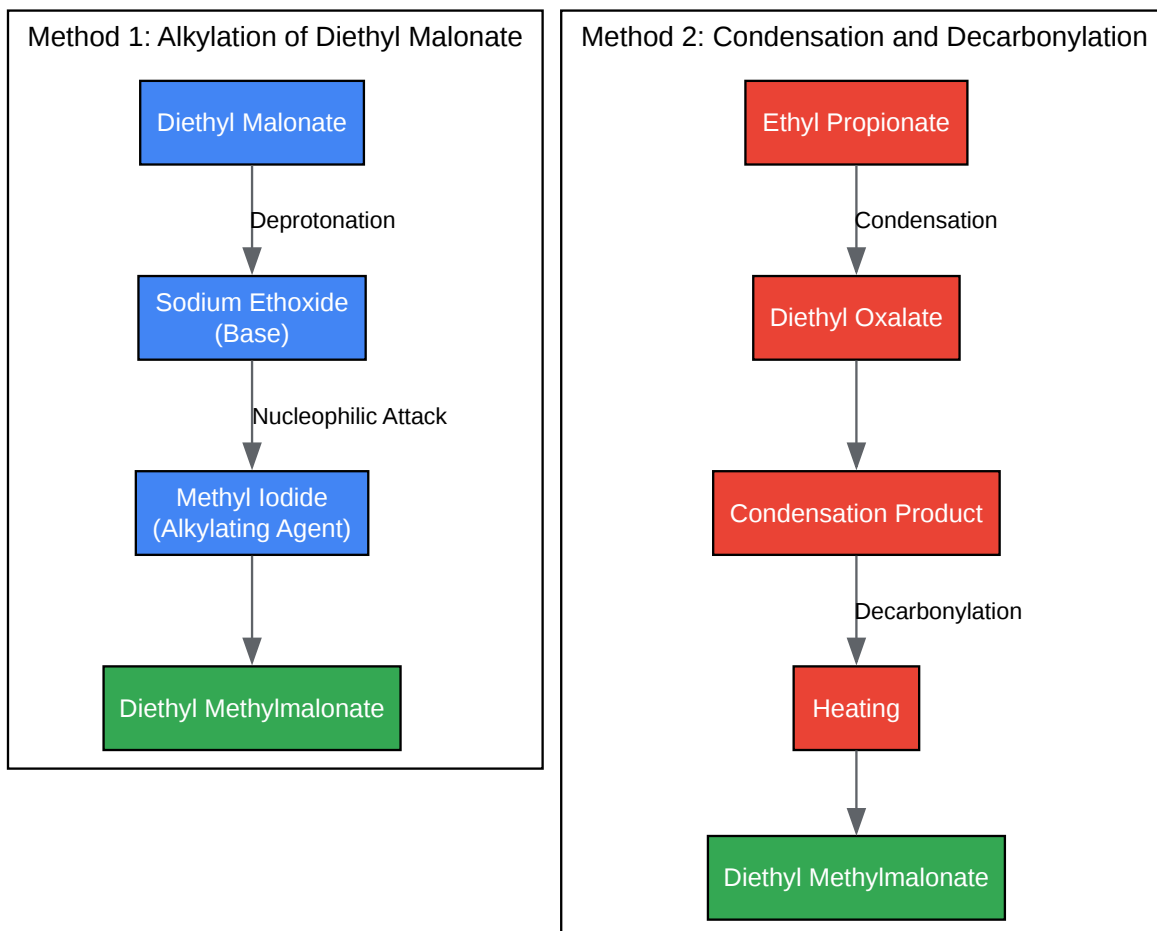 Method 1: Alkylation of Diethyl Malonate
Diethyl Malonate
Deprotonation
Sodium Ethoxide
(Base)
Nucleophilic Attack
Methyl Iodide
(Alkylating Agent)
Diethyl Methylmalonate
Method 2: Condensation and Decarbonylation
Ethyl Propionate
Condensation
Diethyl Oxalate
Condensation Product
Decarbonylation
Heating
Diethyl Methylmalonate